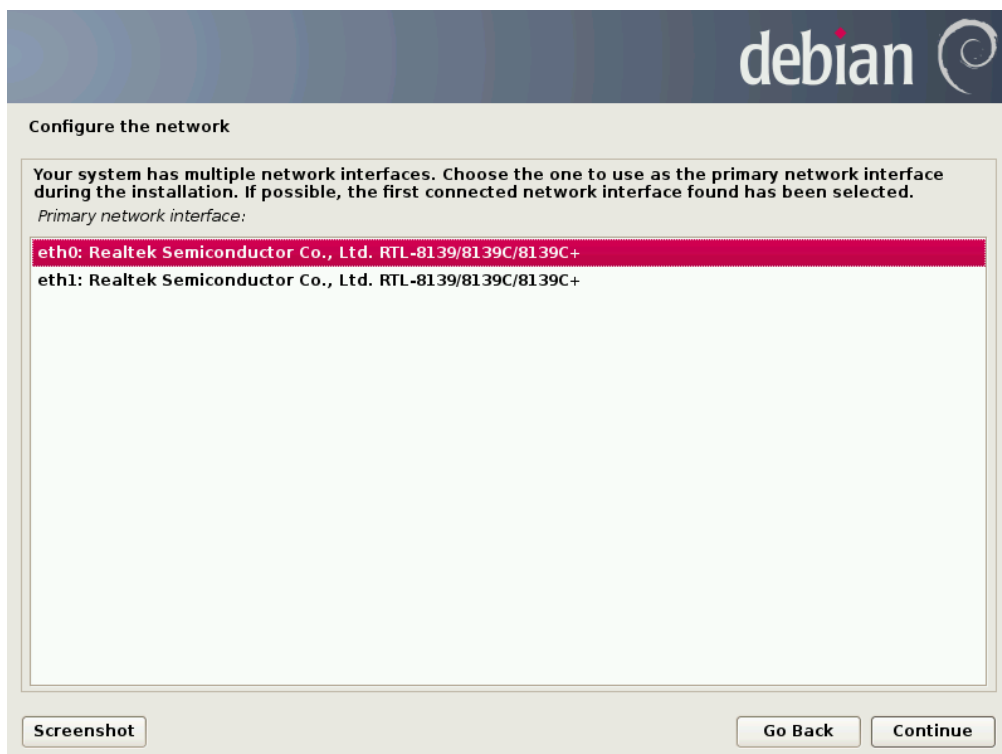 debian
Configure the network
Your system has multiple network interfaces. Choose the one to use as the primary network interface
during the installation. If possible, the first connected network interface found has been selected.
Primary network interface:
eth0: Realtek Semiconductor Co., Ltd. RTL-8139/8139C/8139C+
eth1: Realtek Semiconductor Co., Ltd. RTL-8139/8139C/8139C+
Screenshot
Go Back
Continue